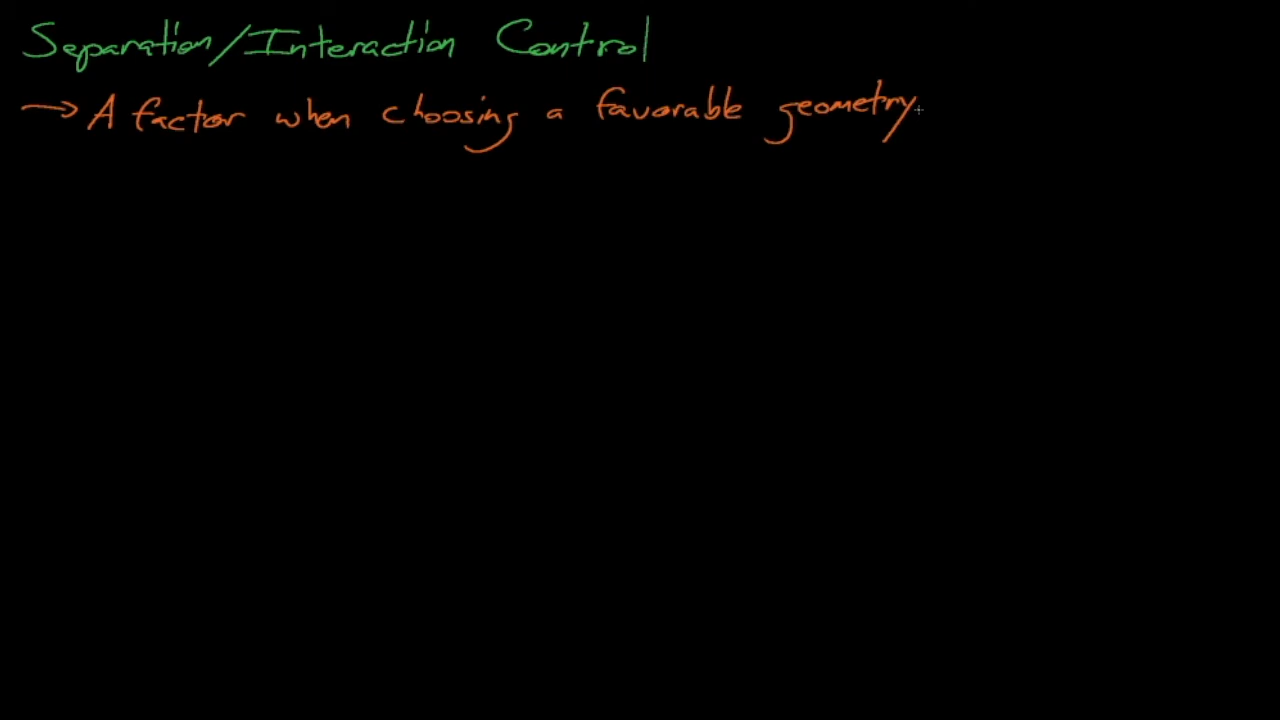 Separation/Interaction Control
→ A factor when choosing a favorable geometry